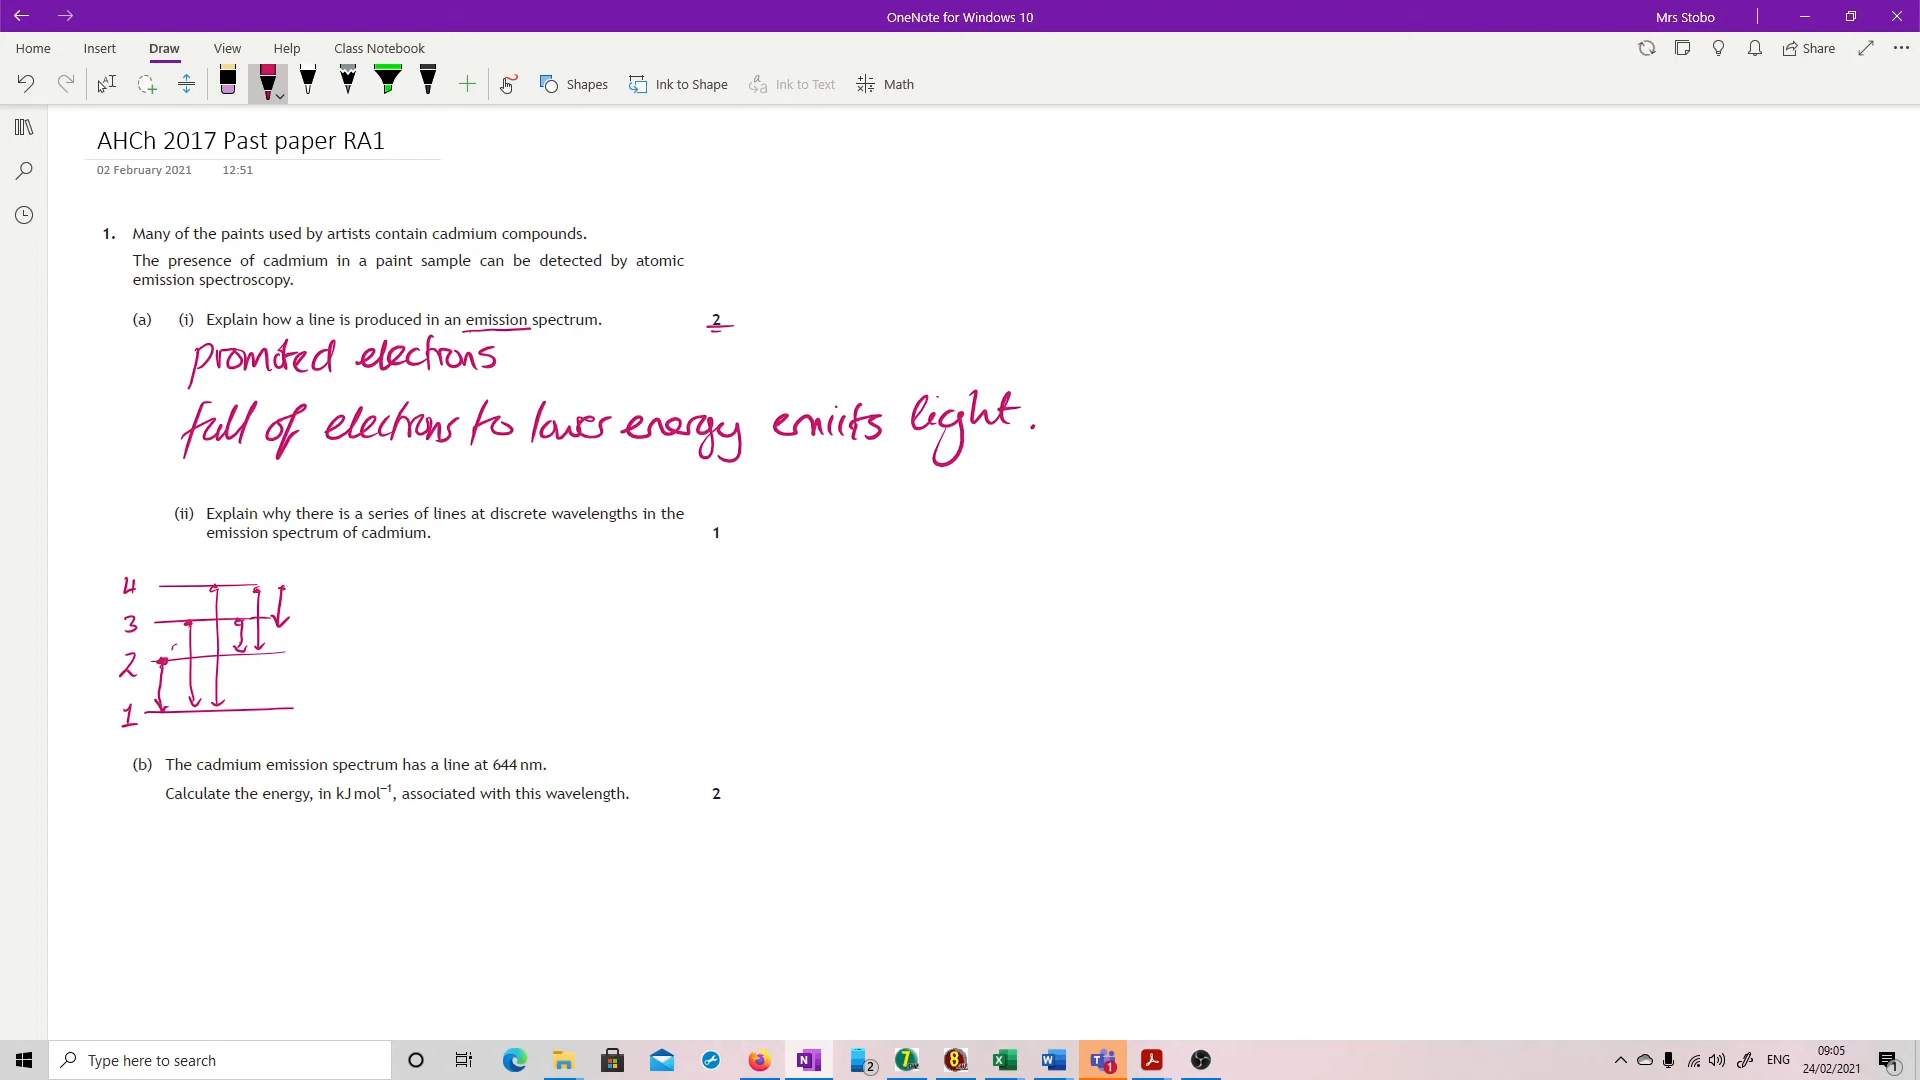 OneNote for Windows 10
Mrs Stobo
Home Insert Draw View Help Class Notebook
Share
Shapes Ink to Shape Ink to Text Math
AHCh 2017 Past paper RA1
02 February 2021 12:51
1. Many of the paints used by artists contain cadmium compounds.
The presence of cadmium in a paint sample can be detected by atomic
emission spectroscopy.
(a) (i) Explain how a line is produced in an emission spectrum. 2
promoted electrons
fall of electrons to lower energy emiits light.
(ii) Explain why there is a series of lines at discrete wavelengths in the
emission spectrum of cadmium. 1
4
3
2
1
(b) The cadmium emission spectrum has a line at 644 nm.
Calculate the energy, in kJ mol⁻¹, associated with this wavelength. 2
Type here to search
2
7
8
1
ENG
09:05
24/02/2021
1